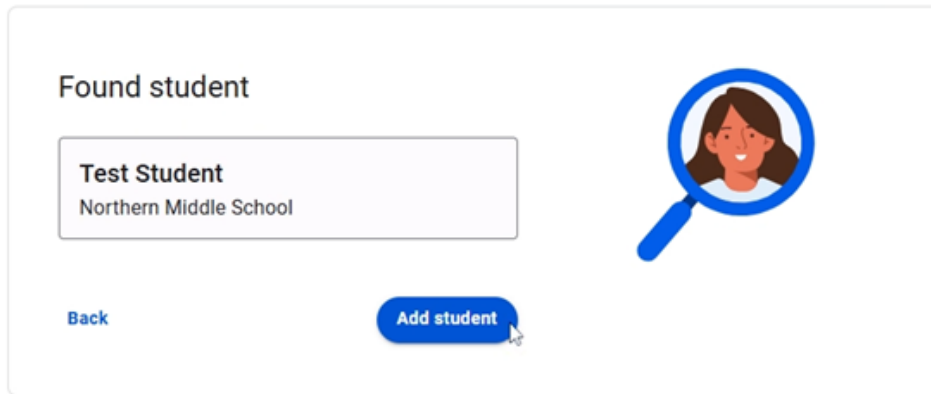 Found student
Test Student
Northern Middle School
Back
Add student